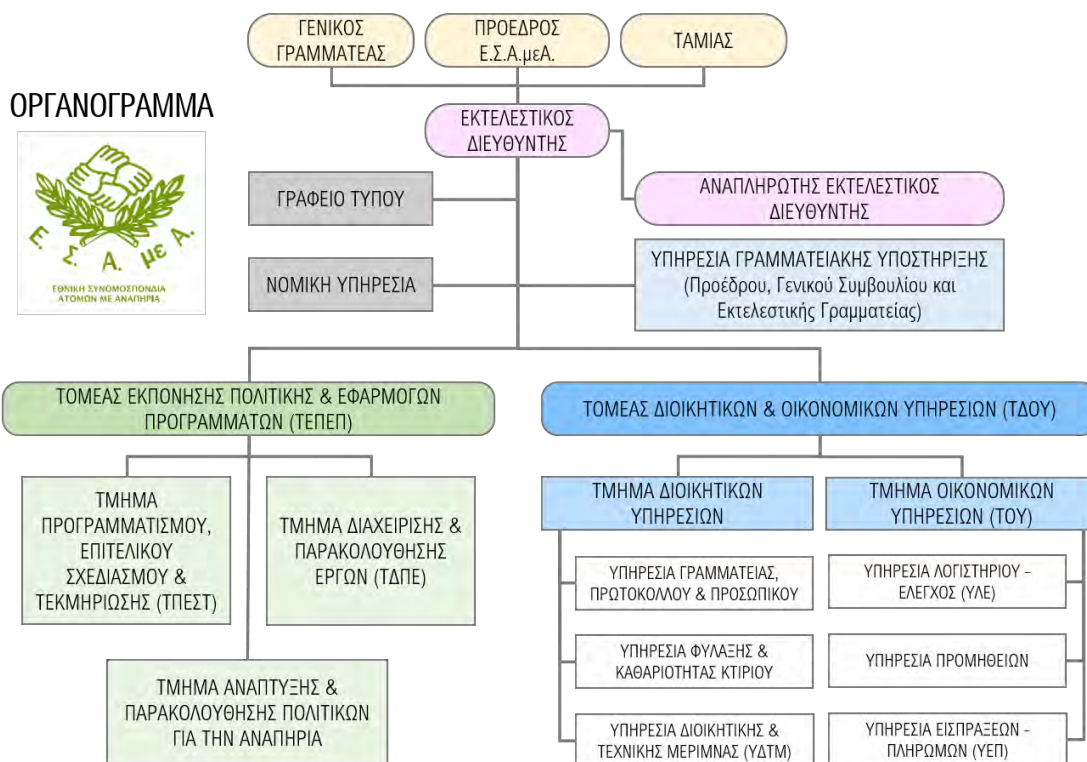 ΓΕΝΙΚΟΣ
ΓΡΑΜΜΑΤΕΑΣ
ΠΡΟΕΔΡΟΣ
Ε.Σ.Α.μεΑ.
ΤΑΜΙΑΣ
ΟΡΓΑΝΟΓΡΑΜΜΑ
Ε. Σ. Α. με Α.
ΕΘΝΙΚΗ ΣΥΝΟΜΟΣΠΟΝΔΙΑ
ΑΤΟΜΩΝ ΜΕ ΑΝΑΠΗΡΙΑ
ΕΚΤΕΛΕΣΤΙΚΟΣ
ΔΙΕΥΘΥΝΤΗΣ
ΓΡΑΦΕΙΟ ΤΥΠΟΥ
ΑΝΑΠΛΗΡΩΤΗΣ ΕΚΤΕΛΕΣΤΙΚΟΣ
ΔΙΕΥΘΥΝΤΗΣ
ΝΟΜΙΚΗ ΥΠΗΡΕΣΙΑ
ΥΠΗΡΕΣΙΑ ΓΡΑΜΜΑΤΕΙΑΚΗΣ ΥΠΟΣΤΗΡΙΞΗΣ
(Προέδρου, Γενικού Συμβουλίου και
Εκτελεστικής Γραμματείας)
ΤΟΜΕΑΣ ΕΚΠΟΝΗΣΗΣ ΠΟΛΙΤΙΚΗΣ & ΕΦΑΡΜΟΓΩΝ
ΠΡΟΓΡΑΜΜΑΤΩΝ (ΤΕΠΕΠ)
ΤΟΜΕΑΣ ΔΙΟΙΚΗΤΙΚΩΝ & ΟΙΚΟΝΟΜΙΚΩΝ ΥΠΗΡΕΣΙΩΝ (ΤΔΟΥ)
ΤΜΗΜΑ
ΠΡΟΓΡΑΜΜΑΤΙΣΜΟΥ,
ΕΠΙΤΕΛΙΚΟΥ
ΣΧΕΔΙΑΣΜΟΥ &
ΤΕΚΜΗΡΙΩΣΗΣ (ΤΠΕΣΤ)
ΤΜΗΜΑ ΔΙΑΧΕΙΡΙΣΗΣ &
ΠΑΡΑΚΟΛΟΥΘΗΣΗΣ
ΕΡΓΩΝ (ΤΔΠΕ)
ΤΜΗΜΑ ΑΝΑΠΤΥΞΗΣ &
ΠΑΡΑΚΟΛΟΥΘΗΣΗΣ ΠΟΛΙΤΙΚΩΝ
ΓΙΑ ΤΗΝ ΑΝΑΠΗΡΙΑ
ΤΜΗΜΑ ΔΙΟΙΚΗΤΙΚΩΝ
ΥΠΗΡΕΣΙΩΝ
ΥΠΗΡΕΣΙΑ ΓΡΑΜΜΑΤΕΙΑΣ,
ΠΡΩΤΟΚΟΛΛΟΥ & ΠΡΟΣΩΠΙΚΟΥ
ΥΠΗΡΕΣΙΑ ΦΥΛΑΞΗΣ &
ΚΑΘΑΡΙΟΤΗΤΑΣ ΚΤΙΡΙΟΥ
ΥΠΗΡΕΣΙΑ ΔΙΟΙΚΗΤΙΚΗΣ &
ΤΕΧΝΙΚΗΣ ΜΕΡΙΜΝΑΣ (ΥΔΤΜ)
ΤΜΗΜΑ ΟΙΚΟΝΟΜΙΚΩΝ
ΥΠΗΡΕΣΙΩΝ (ΤΟΥ)
ΥΠΗΡΕΣΙΑ ΛΟΓΙΣΤΗΡΙΟΥ -
ΕΛΕΓΧΟΣ (ΥΛΕ)
ΥΠΗΡΕΣΙΑ ΠΡΟΜΗΘΕΙΩΝ
ΥΠΗΡΕΣΙΑ ΕΙΣΠΡΑΞΕΩΝ -
ΠΛΗΡΩΜΩΝ (ΥΕΠ)